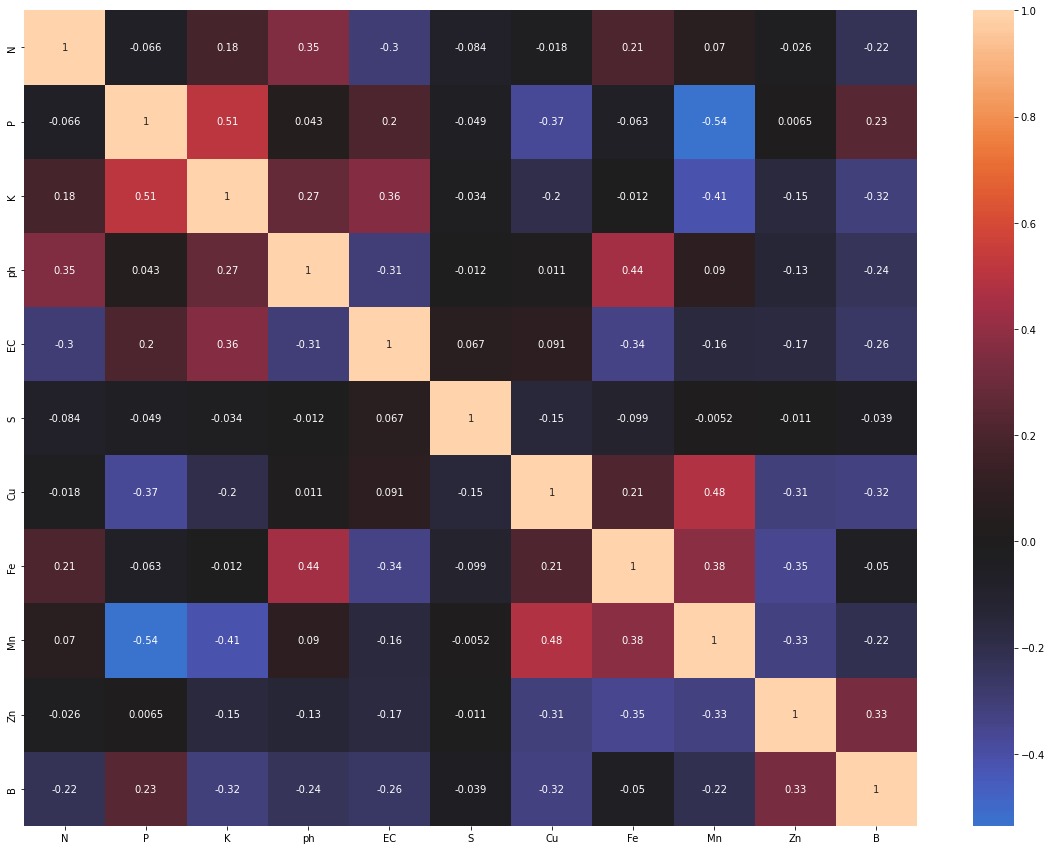 N 1 -0.066 0.18 0.35 -0.3 -0.084 -0.018 0.21 0.07 -0.026 -0.22
P -0.066 1 0.51 0.043 0.2 -0.049 -0.37 -0.063 -0.54 0.0065 0.23
K 0.18 0.51 1 0.27 0.36 -0.034 -0.2 -0.012 -0.41 -0.15 -0.32
ph 0.35 0.043 0.27 1 -0.31 -0.012 0.011 0.44 0.09 -0.13 -0.24
EC -0.3 0.2 0.36 -0.31 1 0.067 0.091 -0.34 -0.16 -0.17 -0.26
S -0.084 -0.049 -0.034 -0.012 0.067 1 -0.15 -0.099 -0.0052 -0.011 -0.039
Cu -0.018 -0.37 -0.2 0.011 0.091 -0.15 1 0.21 0.48 -0.31 -0.32
Fe 0.21 -0.063 -0.012 0.44 -0.34 -0.099 0.21 1 0.38 -0.35 -0.05
Mn 0.07 -0.54 -0.41 0.09 -0.16 -0.0052 0.48 0.38 1 -0.33 -0.22
Zn -0.026 0.0065 -0.15 -0.13 -0.17 -0.011 -0.31 -0.35 -0.33 1 0.33
B -0.22 0.23 -0.32 -0.24 -0.26 -0.039 -0.32 -0.05 -0.22 0.33 1
N P K ph EC S Cu Fe Mn Zn B
1.0
0.8
0.6
0.4
0.2
0.0
−0.2
−0.4